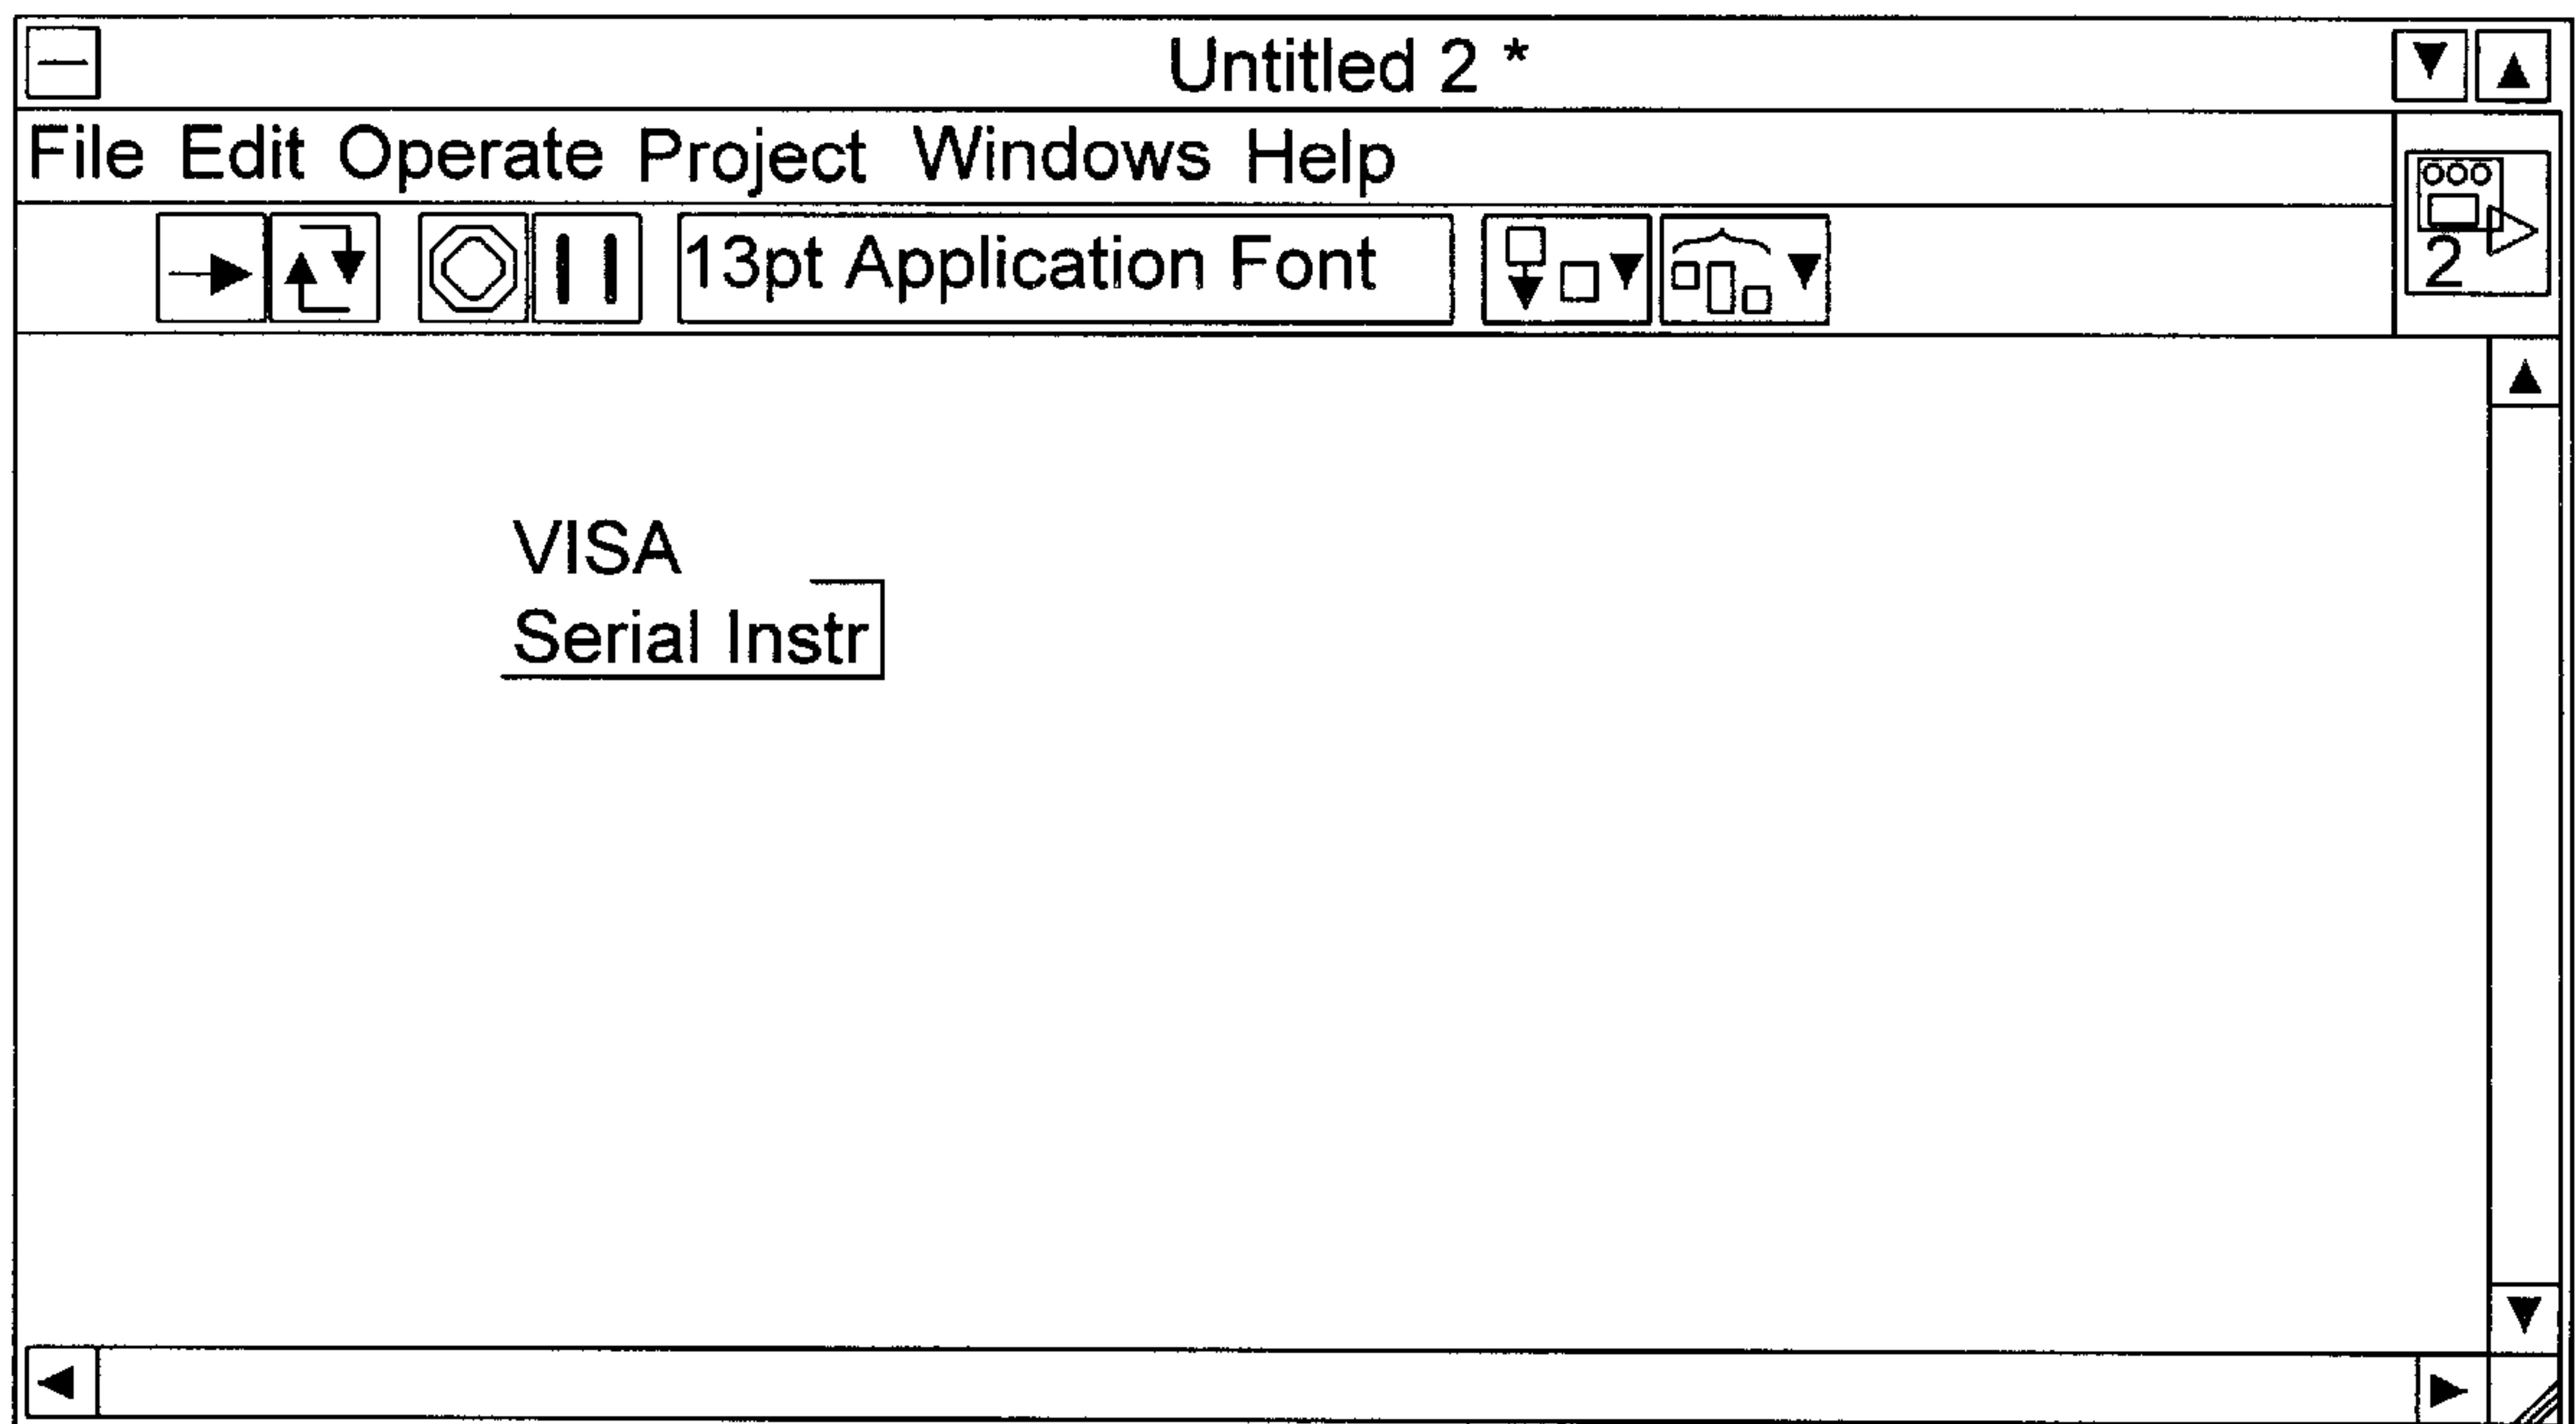 Untitled 2 *
File Edit Operate Project Windows Help
2
13pt Application Font
VISA
Serial Instr